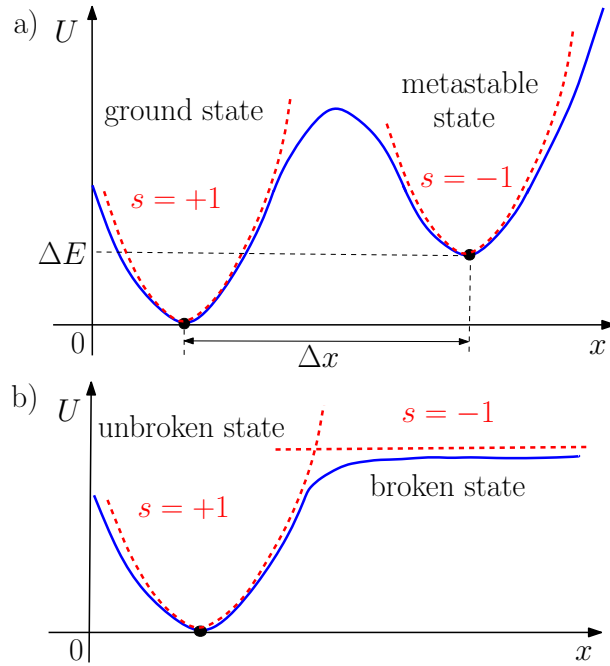 a)
U
ground state
metastable
state
s = +1
s = −1
ΔE
0
Δx
x
b)
U
unbroken state
s = −1
broken state
s = +1
0
x